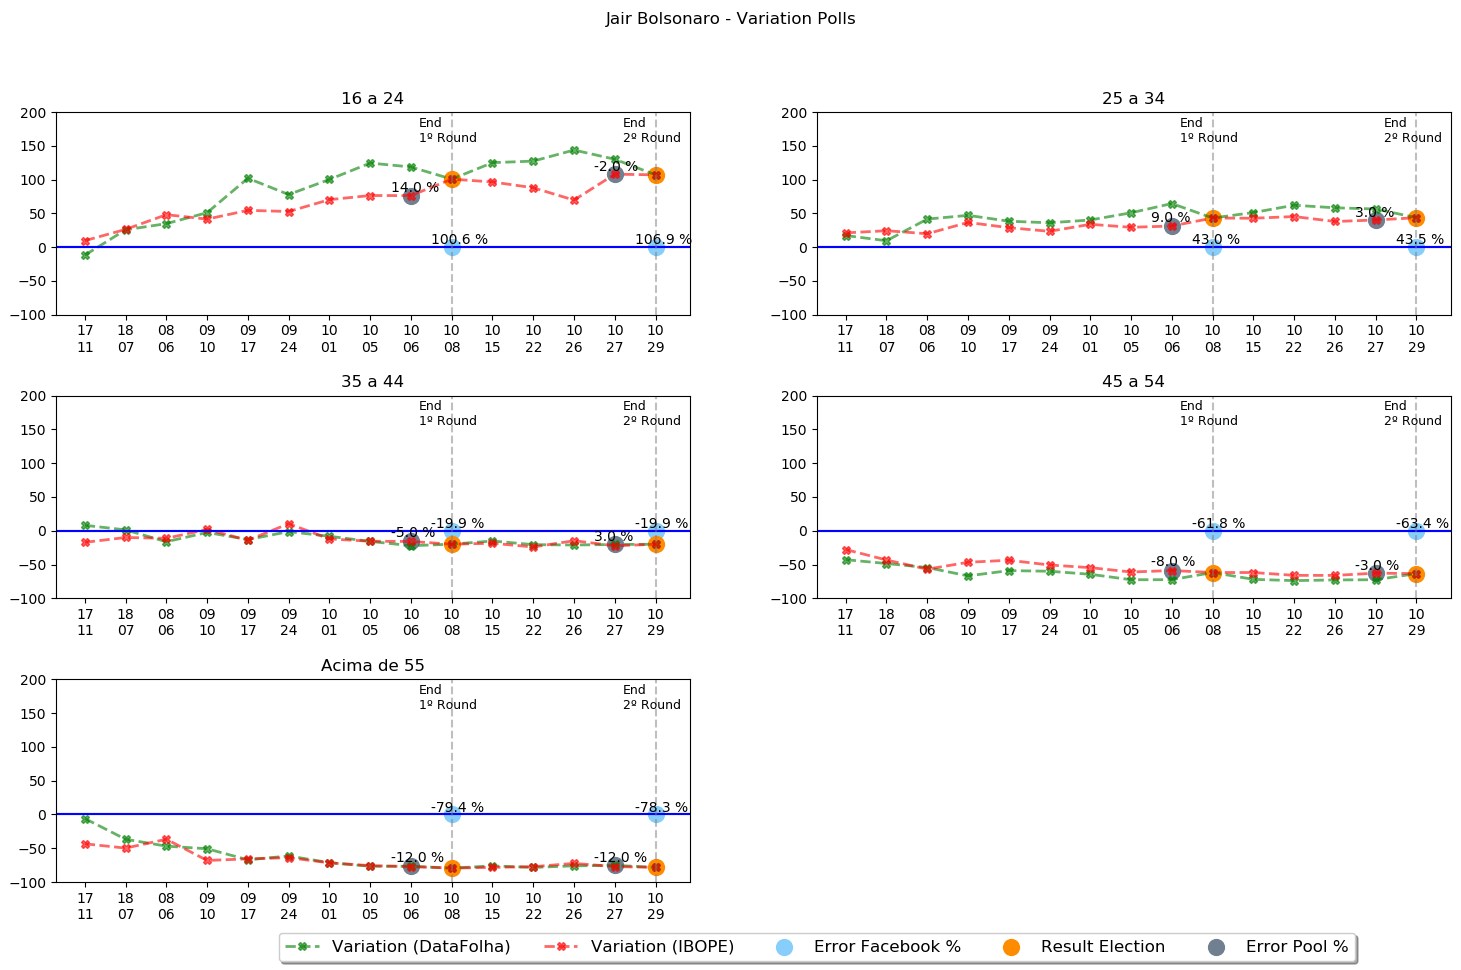 Jair Bolsonaro - Variation Polls
16 a 24
200
150
100
50
0
−50
−100
End
1º Round
End
2º Round
14.0 %
-2.0 %
100.6 %
106.9 %
17 18 08 09 09 09 10 10 10 10 10 10 10 10 10
11 07 06 10 17 24 01 05 06 08 15 22 26 27 29
25 a 34
200
150
100
50
0
−50
−100
End
1º Round
End
2º Round
9.0 %
3.0 %
43.0 %
43.5 %
17 18 08 09 09 09 10 10 10 10 10 10 10 10 10
11 07 06 10 17 24 01 05 06 08 15 22 26 27 29
35 a 44
200
150
100
50
0
−50
−100
End
1º Round
End
2º Round
-19.9 %
-19.9 %
-5.0 %
3.0 %
17 18 08 09 09 09 10 10 10 10 10 10 10 10 10
11 07 06 10 17 24 01 05 06 08 15 22 26 27 29
45 a 54
200
150
100
50
0
−50
−100
End
1º Round
End
2º Round
-61.8 %
-63.4 %
-8.0 %
-3.0 %
17 18 08 09 09 09 10 10 10 10 10 10 10 10 10
11 07 06 10 17 24 01 05 06 08 15 22 26 27 29
Acima de 55
200
150
100
50
0
−50
−100
End
1º Round
End
2º Round
-79.4 %
-78.3 %
-12.0 %
-12.0 %
17 18 08 09 09 09 10 10 10 10 10 10 10 10 10
11 07 06 10 17 24 01 05 06 08 15 22 26 27 29
Variation (DataFolha) Variation (IBOPE) Error Facebook % Result Election Error Pool %